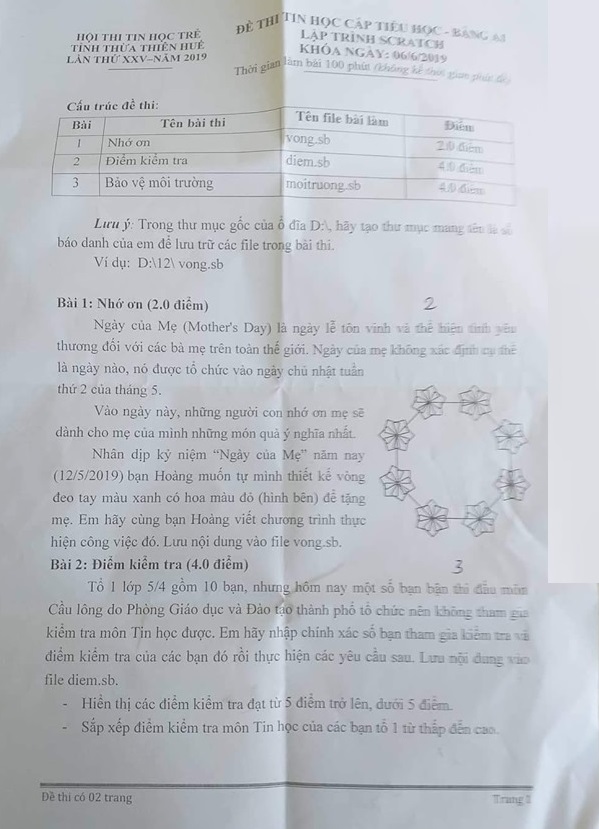 HỘI THI TIN HỌC TRẺ
TỈNH THỪA THIÊN HUẾ
LẦN THỨ XXV–NĂM 2019
ĐỀ THI TIN HỌC CẤP TIỂU HỌC - BẢNG A1
LẬP TRÌNH SCRATCH
KHÓA NGÀY: 06/6/2019
Thời gian làm bài 100 phút (không kể thời gian phát đề)
Cấu trúc đề thi:
Bài Tên bài thi Tên file bài làm Điểm
1 Nhớ ơn vong.sb 2.0 điểm
2 Điểm kiểm tra diem.sb 4.0 điểm
3 Bảo vệ môi trường moitruong.sb 4.0 điểm
Lưu ý: Trong thư mục gốc của ổ đĩa D:\, hãy tạo thư mục mang tên là số
báo danh của em để lưu trữ các file trong bài thi.
Ví dụ: D:\12\ vong.sb
Bài 1: Nhớ ơn (2.0 điểm) 2
Ngày của Mẹ (Mother's Day) là ngày lễ tôn vinh và thể hiện tình yêu
thương đối với các bà mẹ trên toàn thế giới. Ngày của mẹ không xác định cụ thể
là ngày nào, nó được tổ chức vào ngày chủ nhật tuần
thứ 2 của tháng 5.
Vào ngày này, những người con nhớ ơn mẹ sẽ
dành cho mẹ của mình những món quà ý nghĩa nhất.
Nhân dịp kỷ niệm “Ngày của Mẹ” năm nay
(12/5/2019) bạn Hoàng muốn tự mình thiết kế vòng
đeo tay màu xanh có hoa màu đỏ (hình bên) để tặng
mẹ. Em hãy cùng bạn Hoàng viết chương trình thực
hiện công việc đó. Lưu nội dung vào file vong.sb.
Bài 2: Điểm kiểm tra (4.0 điểm) 3
Tổ 1 lớp 5/4 gồm 10 bạn, nhưng hôm nay một số bạn bận thi đấu môn
Cầu lông do Phòng Giáo dục và Đào tạo thành phố tổ chức nên không tham gia
kiểm tra môn Tin học được. Em hãy nhập chính xác số bạn tham gia kiểm tra và
điểm kiểm tra của các bạn đó rồi thực hiện các yêu cầu sau. Lưu nội dung vào
file diem.sb.
- Hiển thị các điểm kiểm tra đạt từ 5 điểm trở lên, dưới 5 điểm.
- Sắp xếp điểm kiểm tra môn Tin học của các bạn tổ 1 từ thấp đến cao.
Đề thi có 02 trang Trang 1